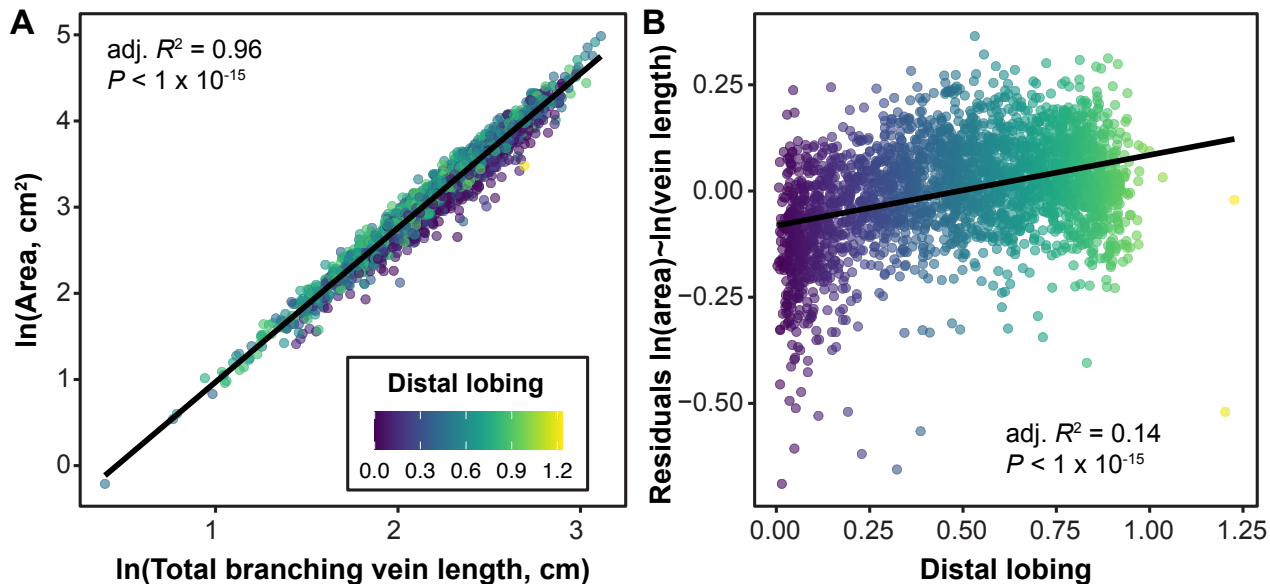 A
adj. R² = 0.96
P < 1 x 10⁻¹⁵
ln(Area, cm²)
5
4
3
2
1
0
Distal lobing
0.0 0.3 0.6 0.9 1.2
1 2 3
ln(Total branching vein length, cm)
B
Residuals ln(area)~ln(vein length)
0.25
0.00
−0.25
−0.50
adj. R² = 0.14
P < 1 x 10⁻¹⁵
0.00 0.25 0.50 0.75 1.00 1.25
Distal lobing